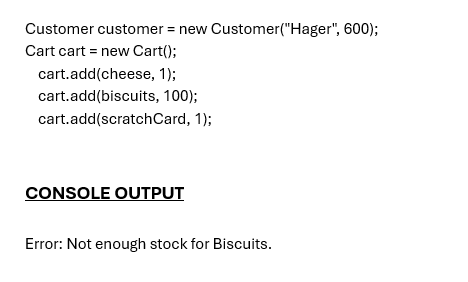 Customer customer = new Customer("Hager", 600);
Cart cart = new Cart();
cart.add(cheese, 1);
cart.add(biscuits, 100);
cart.add(scratchCard, 1);
CONSOLE OUTPUT
Error: Not enough stock for Biscuits.